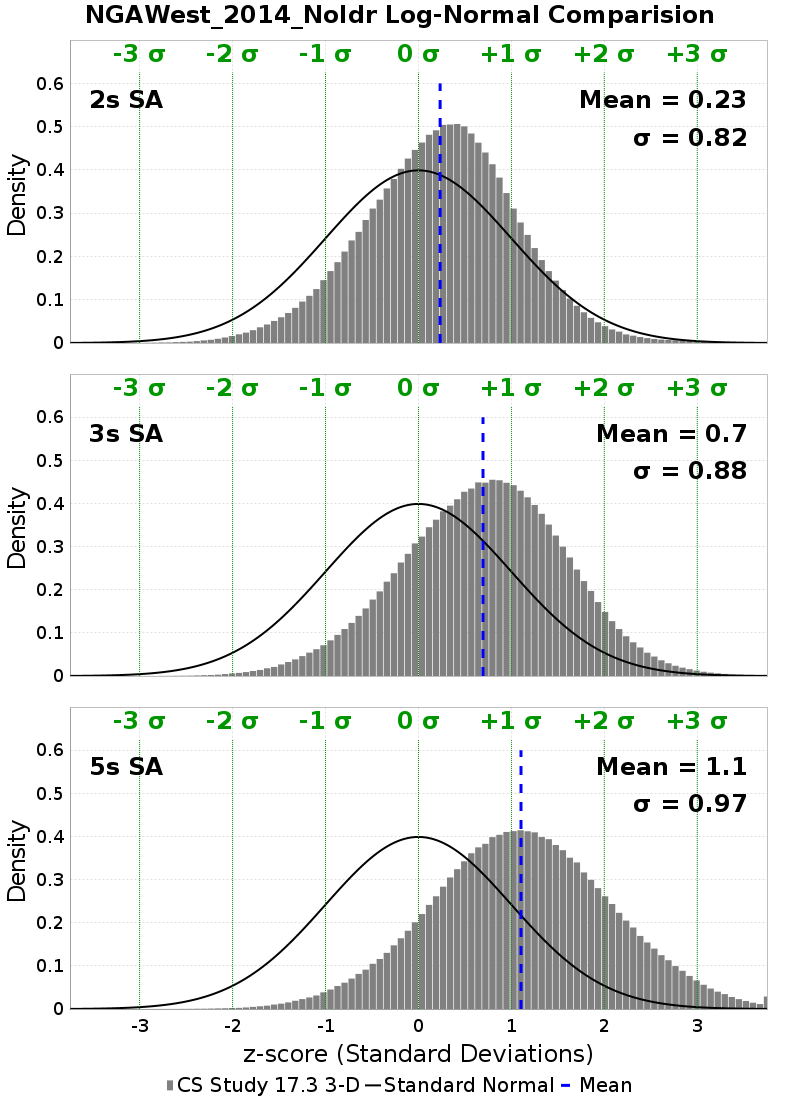 NGAWest_2014_NoIdr Log-Normal Comparision
-3 σ -2 σ -1 σ 0 σ +1 σ +2 σ +3 σ
2s SA
Mean = 0.23
σ = 0.82
0.6
0.5
0.4
0.3
0.2
0.1
0
Density
-3 σ -2 σ -1 σ 0 σ +1 σ +2 σ +3 σ
3s SA
Mean = 0.7
σ = 0.88
0.6
0.5
0.4
0.3
0.2
0.1
0
Density
-3 σ -2 σ -1 σ 0 σ +1 σ +2 σ +3 σ
5s SA
Mean = 1.1
σ = 0.97
0.6
0.5
0.4
0.3
0.2
0.1
0
Density
-3 -2 -1 0 1 2 3
z-score (Standard Deviations)
CS Study 17.3 3-D Standard Normal Mean